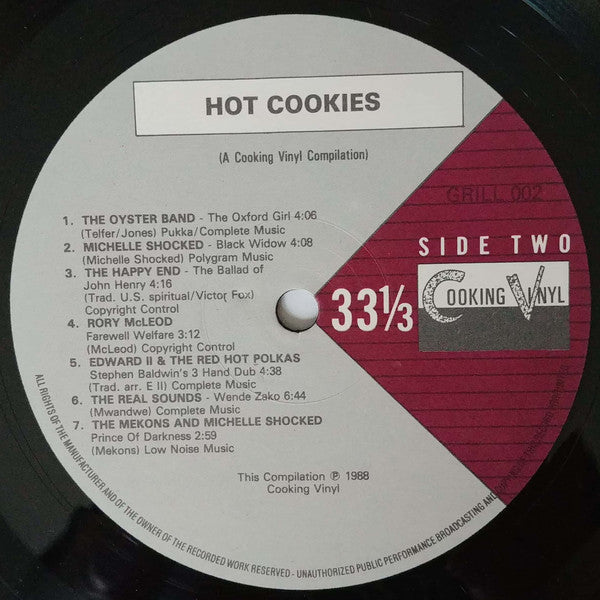 HOT COOKIES
(A Cooking Vinyl Compilation)
GRILL 002
SIDE TWO
COOKING VINYL
33⅓
1. THE OYSTER BAND - The Oxford Girl 4:06
(Telfer/Jones) Pukka/Complete Music
2. MICHELLE SHOCKED - Black Widow 4:08
(Michelle Shocked) Polygram Music
3. THE HAPPY END - The Ballad of
John Henry 4:16
(Trad. U.S. spiritual/Victor Fox)
Copyright Control
4. RORY McLEOD
Farewell Welfare 3:12
(McLeod) Copyright Control
5. EDWARD II & THE RED HOT POLKAS
Stephen Baldwin's 3 Hand Dub 4:38
(Trad. arr. E II) Complete Music
6. THE REAL SOUNDS - Wende Zako 6:44
(Mwandwe) Complete Music
7. THE MEKONS AND MICHELLE SHOCKED
Prince Of Darkness 2:59
(Mekons) Low Noise Music
This Compilation ℗ 1988
Cooking Vinyl
ALL RIGHTS OF THE MANUFACTURER AND OF THE OWNER OF THE RECORDED WORK RESERVED - UNAUTHORIZED PUBLIC PERFORMANCE BROADCASTING AND